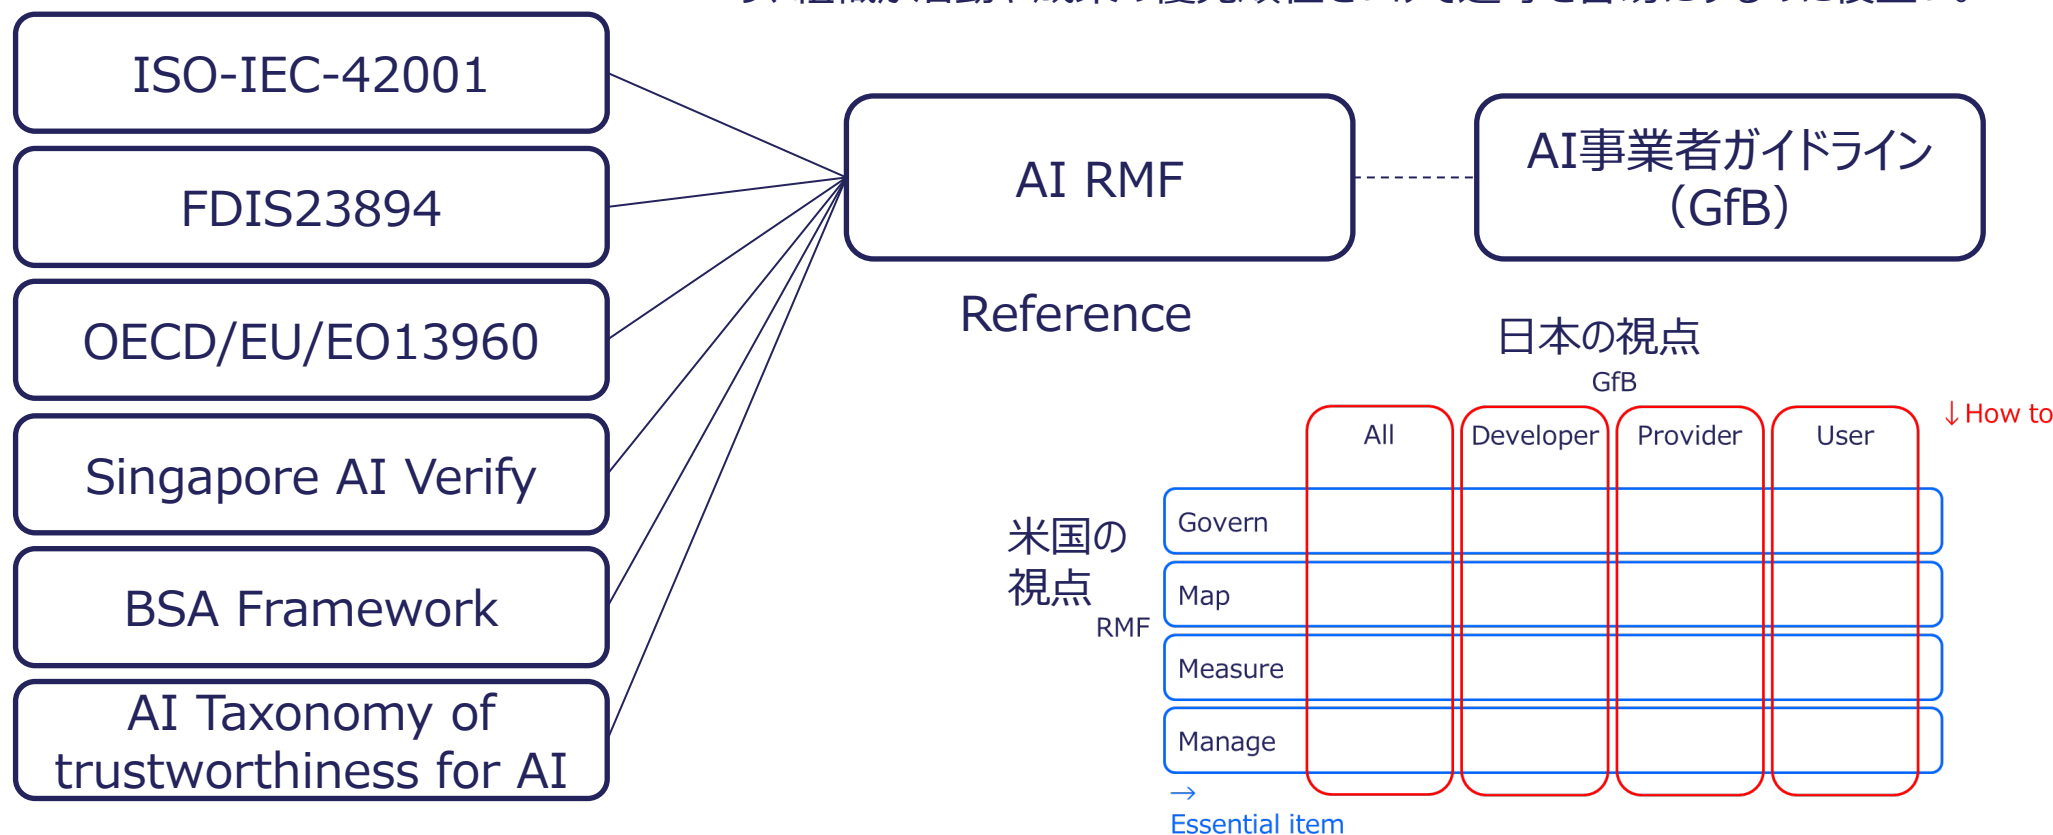 ISO-IEC-42001
FDIS23894
OECD/EU/EO13960
Singapore AI Verify
BSA Framework
AI Taxonomy of
trustworthiness for AI
AI RMF
Reference
AI事業者ガイドライン
（GfB）
日本の視点
GfB
↓How to
All
Developer
Provider
User
米国の
視点
RMF
Govern
Map
Measure
Manage
→
Essential item